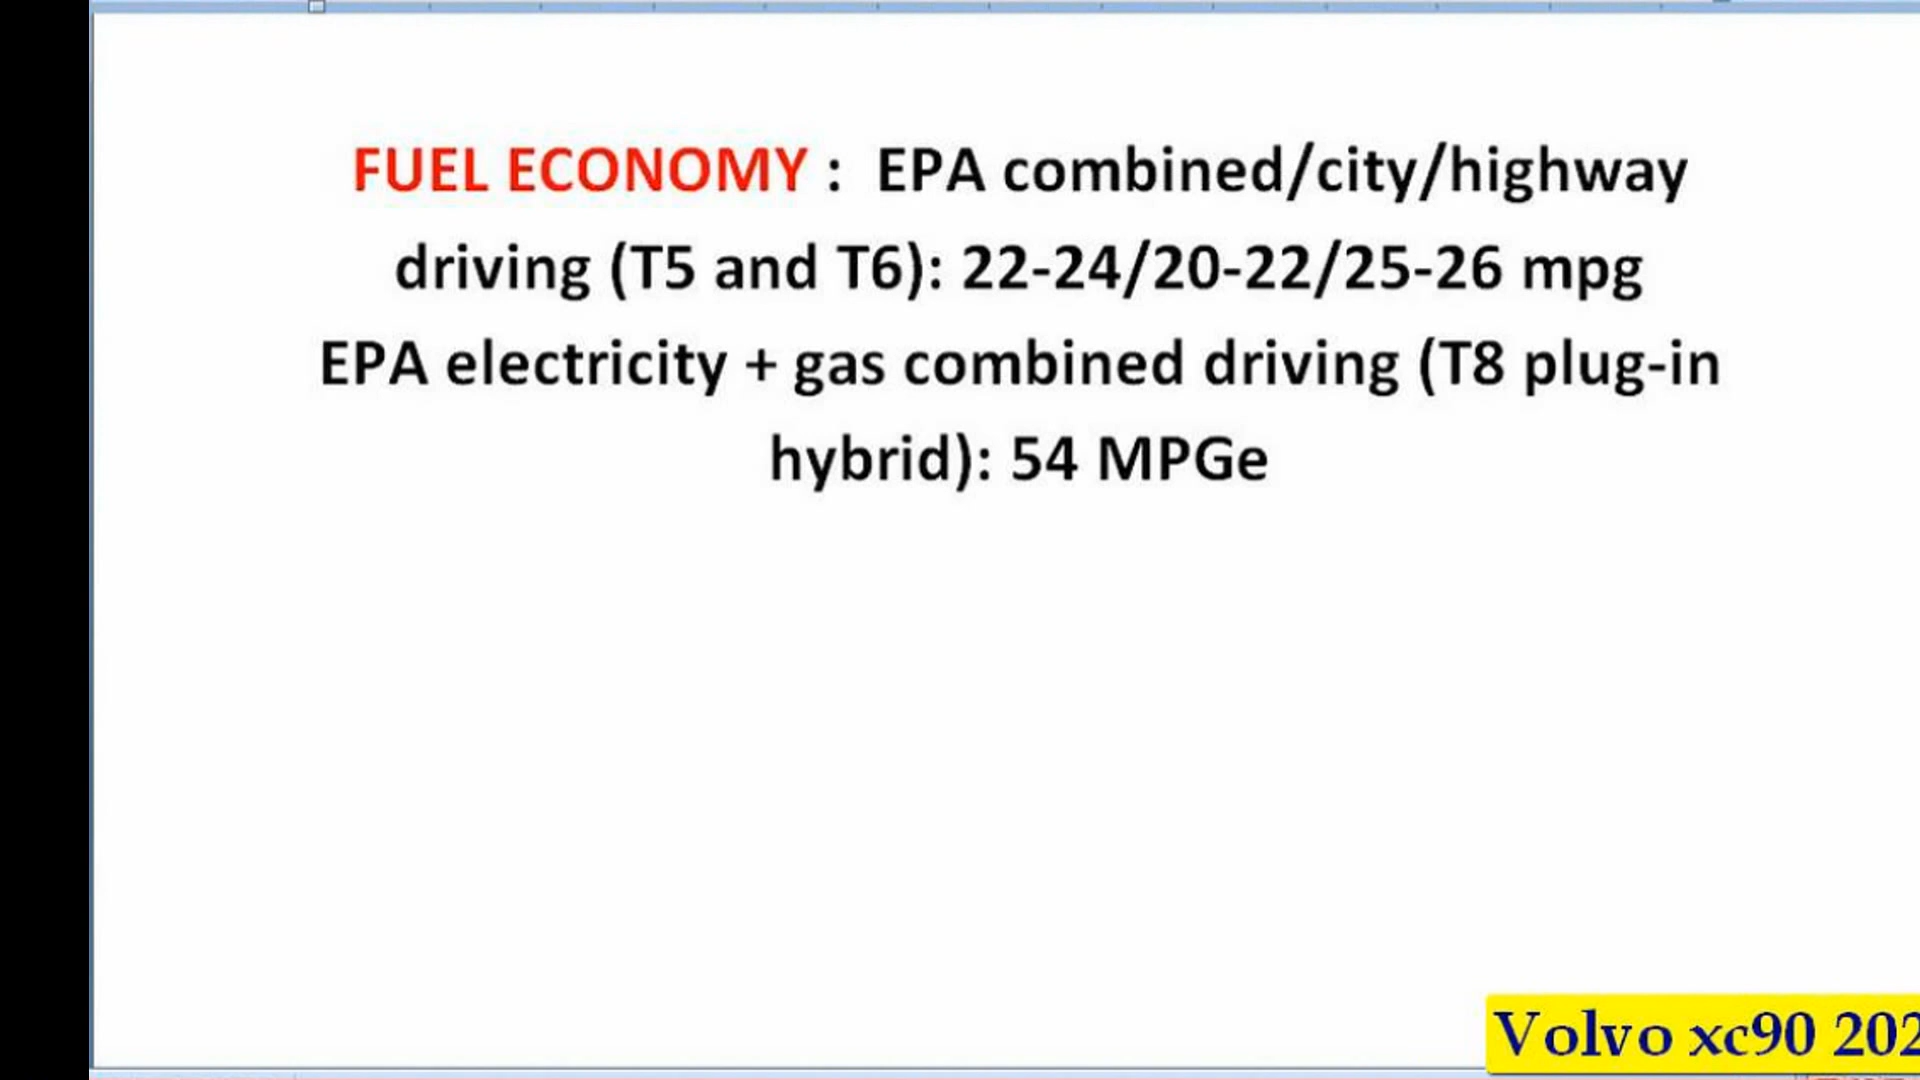 FUEL ECONOMY : EPA combined/city/highway
driving (T5 and T6): 22-24/20-22/25-26 mpg
EPA electricity + gas combined driving (T8 plug-in
hybrid): 54 MPGe
Volvo xc90 202